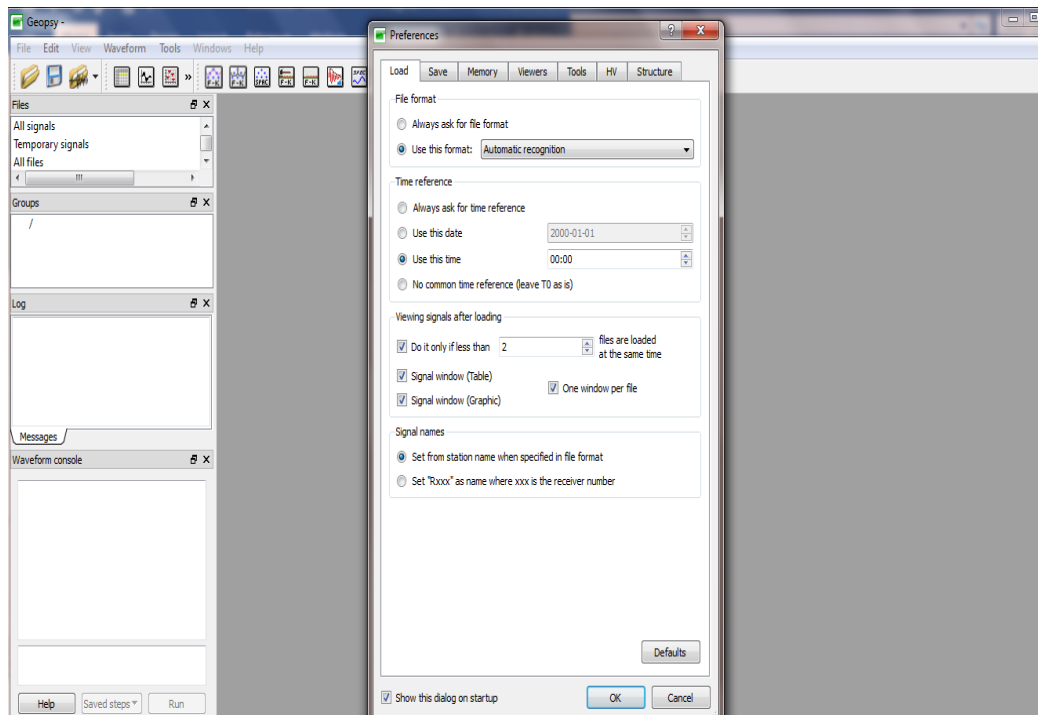 Geopsy -
File Edit View Waveform Tools Windows Help
F-K F-K SPAC F-K F-K
Files
All signals
Temporary signals
All files
Groups
/
Log
Messages
Waveform console
Help Saved steps Run
Preferences
Load Save Memory Viewers Tools HV Structure
File format
Always ask for file format
Use this format: Automatic recognition
Time reference
Always ask for time reference
Use this date 2000-01-01
Use this time 00:00
No common time reference (leave T0 as is)
Viewing signals after loading
Do it only if less than 2 files are loaded
at the same time
Signal window (Table)
One window per file
Signal window (Graphic)
Signal names
Set from station name when specified in file format
Set "Rxxx" as name where xxx is the receiver number
Defaults
Show this dialog on startup OK Cancel